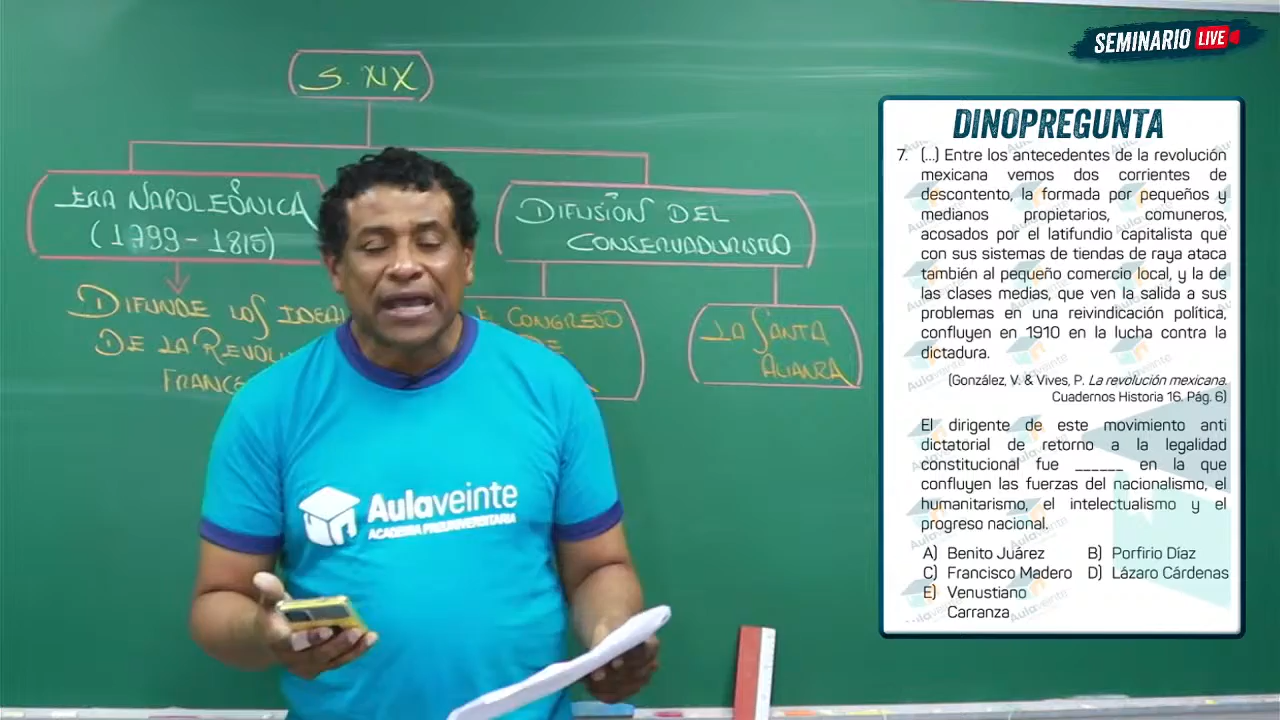 SEMINARIO LIVE
S. XIX
ERA NAPOLEÓNICA
(1799 - 1815)
DIFUNDE LOS
DE LA
DIFUSIÓN DEL
CONSERVADURISMO
CONGRESO
DE
LA SANTA
ALIANZA
Aulaveinte
ACADEMIA PREUNIVERSITARIA
DINOPREGUNTA
7. (...) Entre los antecedentes de la revolución
mexicana vemos dos corrientes de
descontento, la formada por pequeños y
medianos propietarios, comuneros,
acosados por el latifundio capitalista que
con sus sistemas de tiendas de raya ataca
también al pequeño comercio local, y la de
las clases medias, que ven la salida a sus
problemas en una reivindicación política,
confluyen en 1910 en la lucha contra la
dictadura.
(González, V. & Vives, P. La revolución mexicana.
Cuadernos Historia 16. Pág. 6)
El dirigente de este movimiento anti
dictatorial de retorno a la legalidad
constitucional fue ______ en la que
confluyen las fuerzas del nacionalismo, el
humanitarismo, el intelectualismo y el
progreso nacional.
A) Benito Juárez B) Porfirio Díaz
C) Francisco Madero D) Lázaro Cárdenas
E) Venustiano
Carranza